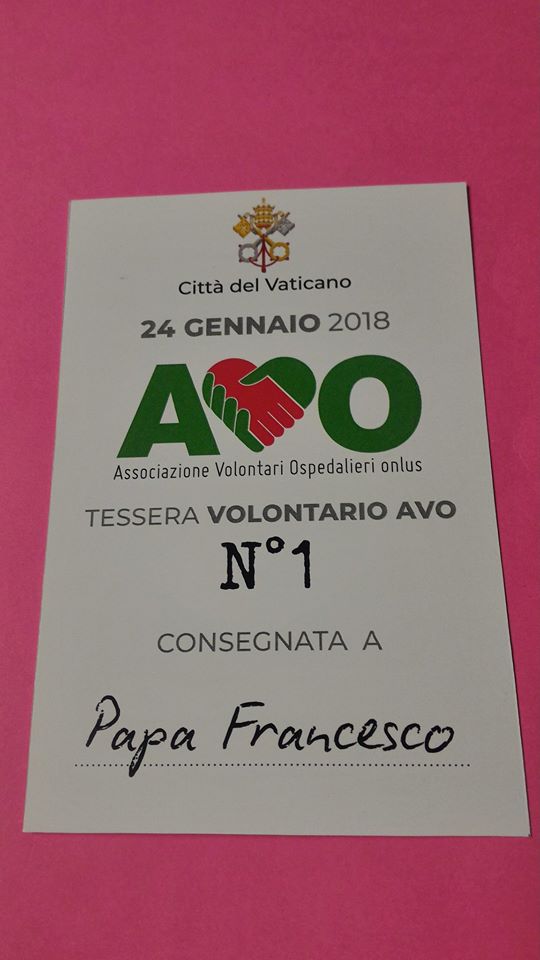 Città del Vaticano
24 GENNAIO 2018
AVO
Associazione Volontari Ospedalieri onlus
TESSERA VOLONTARIO AVO
N°1
CONSEGNATA A
Papa Francesco